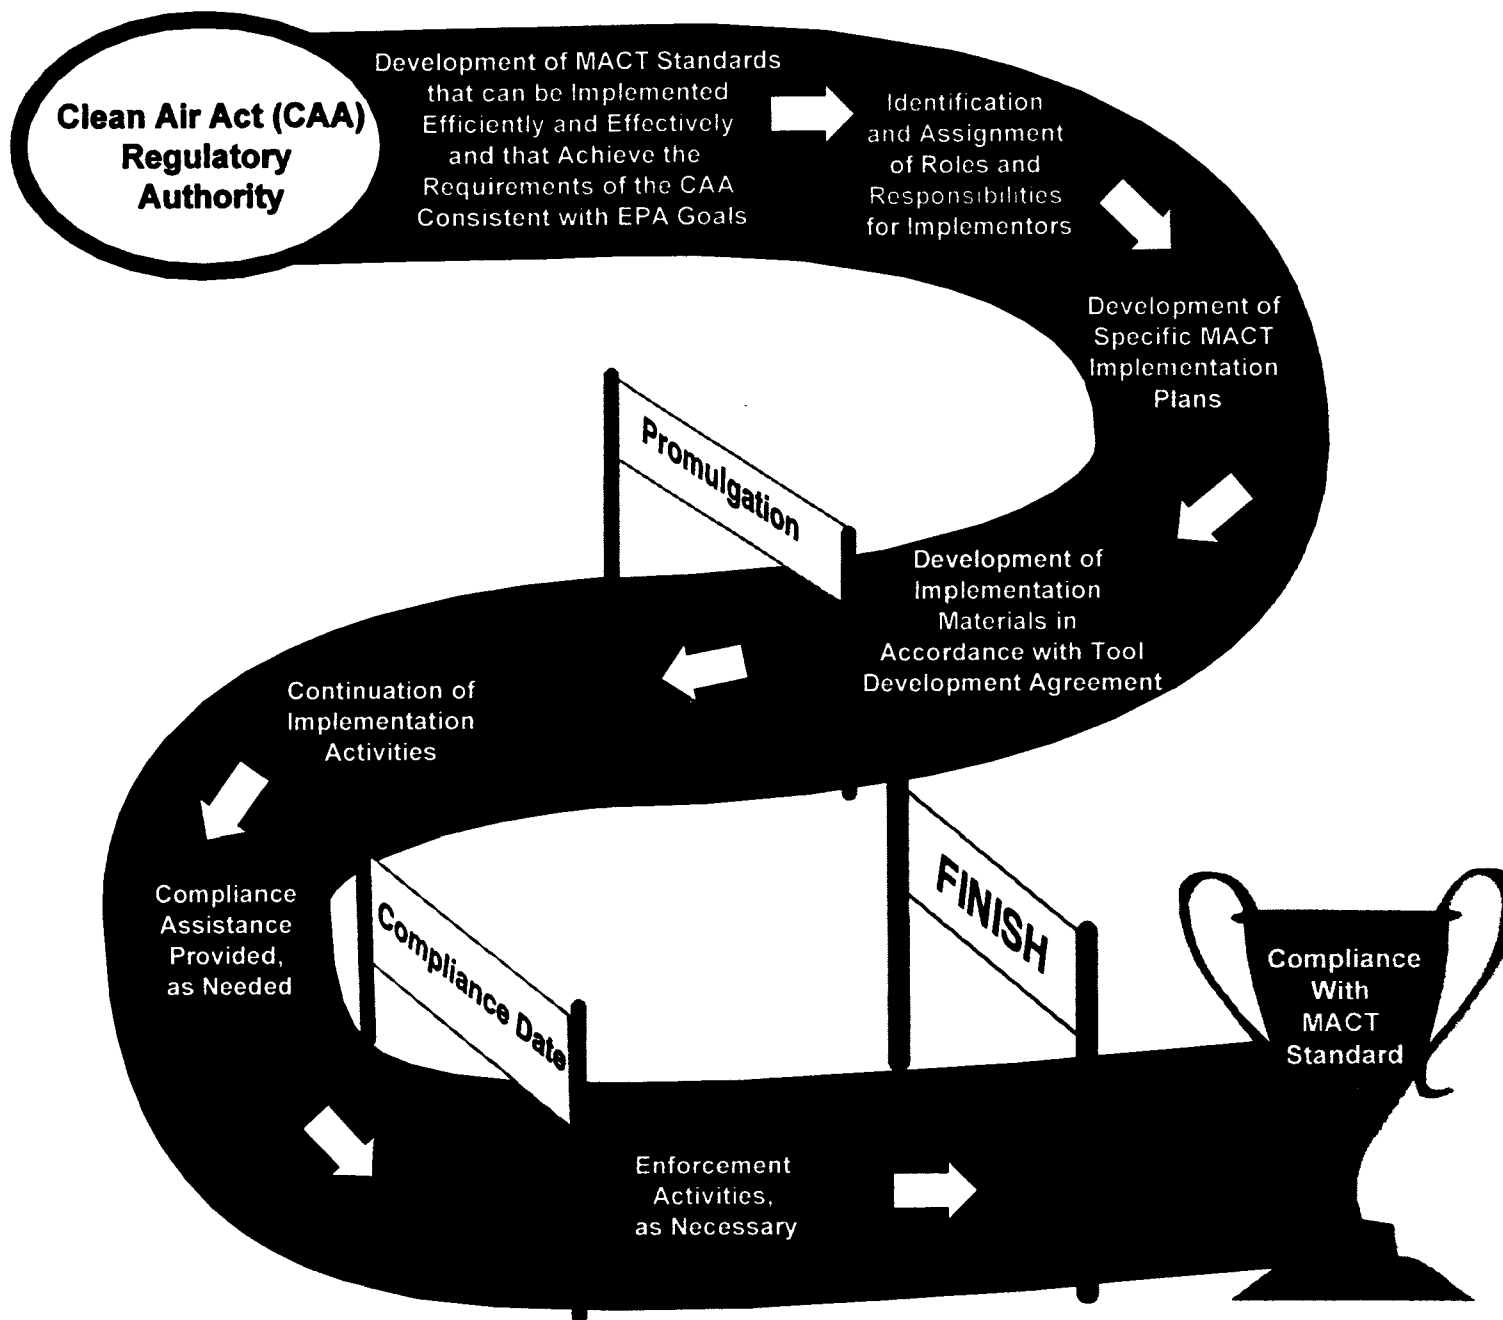 Clean Air Act (CAA)
Regulatory
Authority
Development of MACT Standards
that can be Implemented
Efficiently and Effectively
and that Achieve the
Requirements of the CAA
Consistent with EPA Goals
Identification
and Assignment
of Roles and
Responsibilities
for Implementors
Development of
Specific MACT
Implementation
Plans
Development of
Implementation
Materials in
Accordance with Tool
Development Agreement
Promulgation
Continuation of
Implementation
Activities
Compliance
Assistance
Provided,
as Needed
Compliance Date
Enforcement
Activities,
as Necessary
FINISH
Compliance
With
MACT
Standard